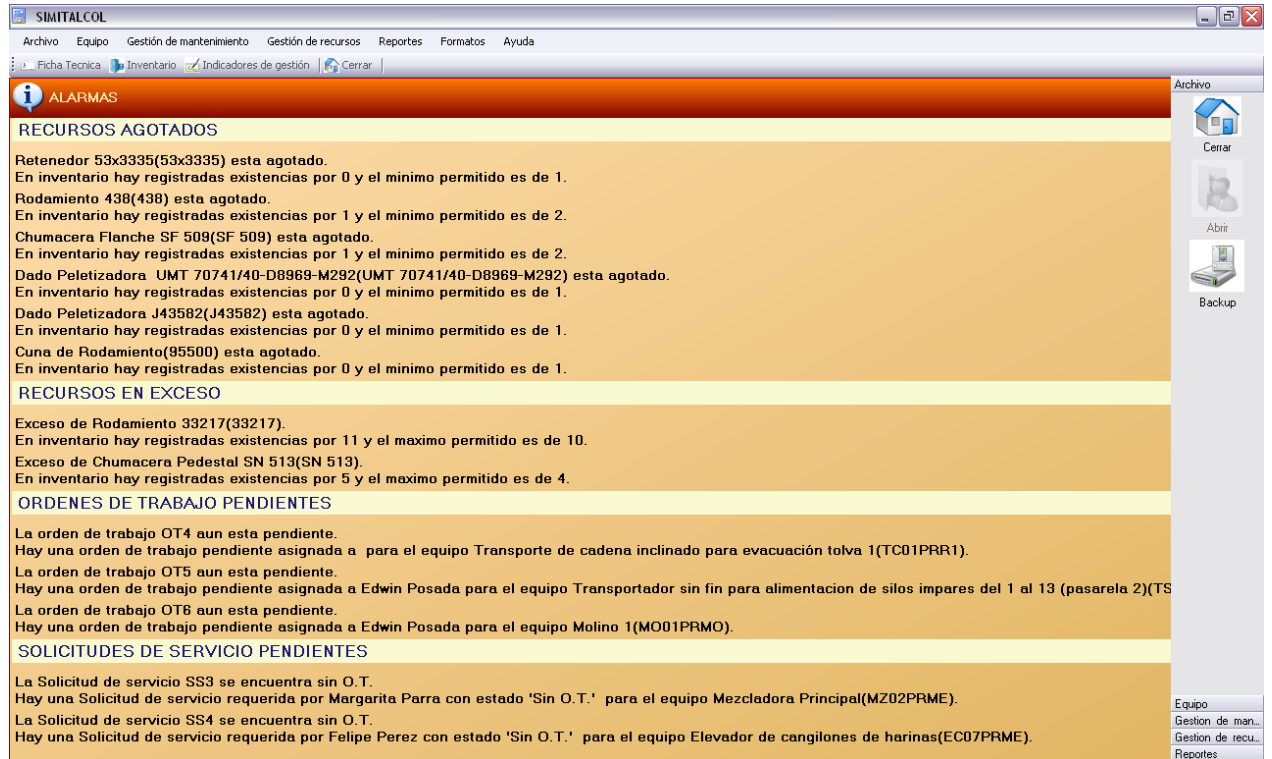 SIMITALCOL
Archivo Equipo Gestión de mantenimiento Gestión de recursos Reportes Formatos Ayuda
Ficha Tecnica Inventario Indicadores de gestión Cerrar
ALARMAS
RECURSOS AGOTADOS
Retenedor 53x3335(53x3335) esta agotado.
En inventario hay registradas existencias por 0 y el minimo permitido es de 1.
Rodamiento 438(438) esta agotado.
En inventario hay registradas existencias por 1 y el minimo permitido es de 2.
Chumacera Flanche SF 509(SF 509) esta agotado.
En inventario hay registradas existencias por 1 y el minimo permitido es de 2.
Dado Peletizadora UMT 70741/40-D8969-M292(UMT 70741/40-D8969-M292) esta agotado.
En inventario hay registradas existencias por 0 y el minimo permitido es de 1.
Dado Peletizadora J43582(J43582) esta agotado.
En inventario hay registradas existencias por 0 y el minimo permitido es de 1.
Cuna de Rodamiento(95500) esta agotado.
En inventario hay registradas existencias por 0 y el minimo permitido es de 1.
RECURSOS EN EXCESO
Exceso de Rodamiento 33217(33217).
En inventario hay registradas existencias por 11 y el maximo permitido es de 10.
Exceso de Chumacera Pedestal SN 513(SN 513).
En inventario hay registradas existencias por 5 y el maximo permitido es de 4.
ORDENES DE TRABAJO PENDIENTES
La orden de trabajo OT4 aun esta pendiente.
Hay una orden de trabajo pendiente asignada a para el equipo Transporte de cadena inclinado para evacuación tolva 1(TC01PRR1).
La orden de trabajo OT5 aun esta pendiente.
Hay una orden de trabajo pendiente asignada a Edwin Posada para el equipo Transportador sin fin para alimentacion de silos impares del 1 al 13 (pasarela 2)(TS
La orden de trabajo OT6 aun esta pendiente.
Hay una orden de trabajo pendiente asignada a Edwin Posada para el equipo Molino 1(MO01PRMO).
SOLICITUDES DE SERVICIO PENDIENTES
La Solicitud de servicio SS3 se encuentra sin O.T.
Hay una Solicitud de servicio requerida por Margarita Parra con estado 'Sin O.T.' para el equipo Mezcladora Principal(MZ02PRME).
La Solicitud de servicio SS4 se encuentra sin O.T.
Hay una Solicitud de servicio requerida por Felipe Perez con estado 'Sin O.T.' para el equipo Elevador de cangilones de harinas(EC07PRME).
Archivo
Cerrar
Abrir
Backup
Equipo
Gestion de man...
Gestion de recu...
Reportes